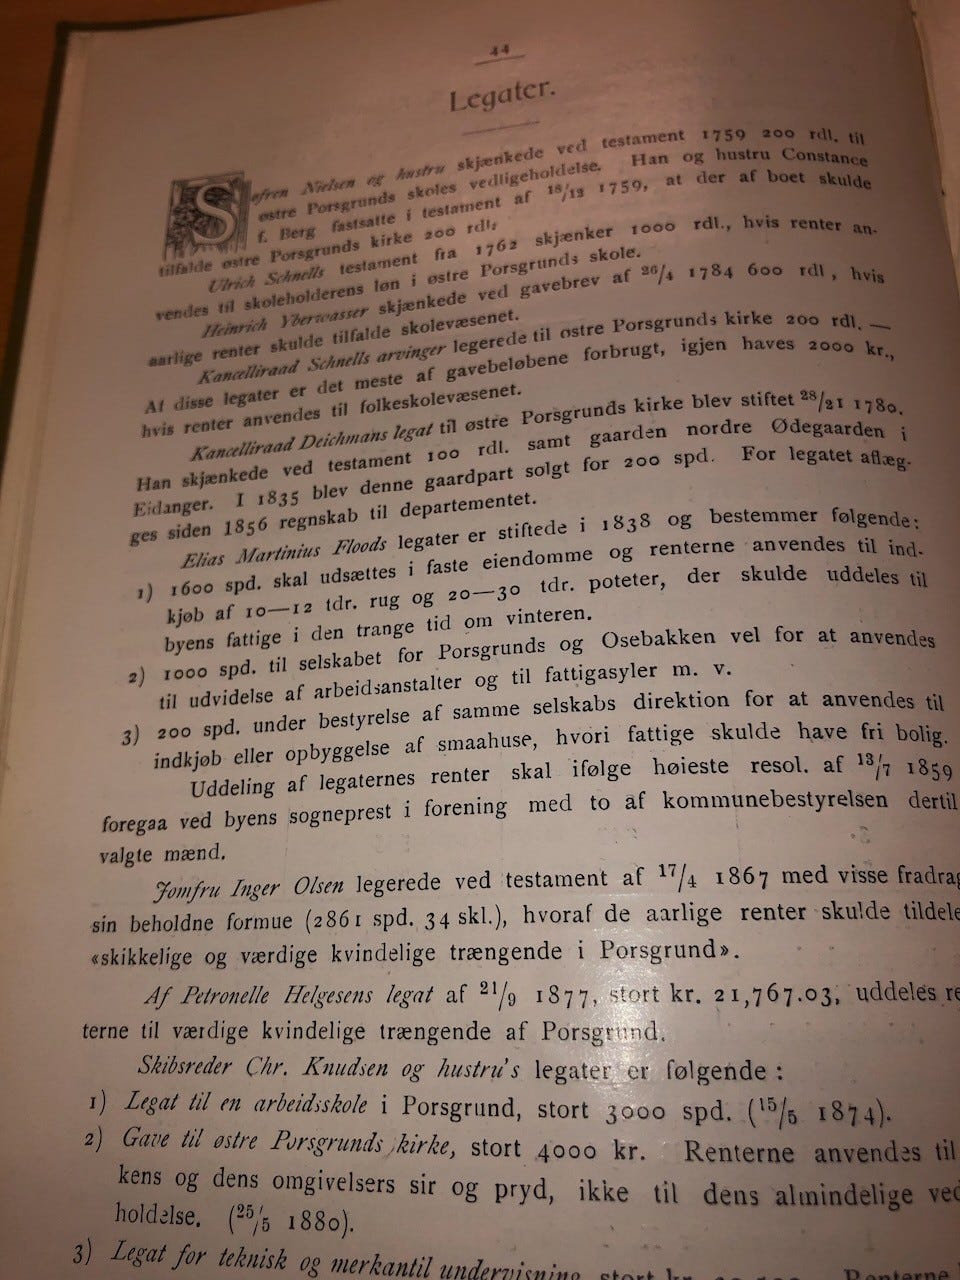 44
Legater.
Søfren Nielsen og hustru skjænkede ved testament 1759 200 rdl. til
østre Porsgrunds skoles vedligeholdelse. Han og hustru Constance
f. Berg fastsatte i testament af 18/12 1759, at der af boet skulde
tilfalde østre Porsgrunds kirke 200 rdl.
Ulrich Schnells testament fra 1762 skjænker 1000 rdl., hvis renter an-
vendes til skoleholderens løn i østre Porsgrunds skole.
Heinrich Yberwasser skjænkede ved gavebrev af 26/4 1784 600 rdl, hvis
aarlige renter skulde tilfalde skolevæsenet.
Kancelliraad Schnells arvinger legerede til østre Porsgrunds kirke 200 rdl. —
Af disse legater er det meste af gavebeløbene forbrugt, igjen haves 2000 kr.,
hvis renter anvendes til folkeskolevæsenet.
Kancelliraad Deichmans legat til østre Porsgrunds kirke blev stiftet 28/21 1780.
Han skjænkede ved testament 100 rdl. samt gaarden nordre Ødegaarden i
Eidanger. I 1835 blev denne gaardpart solgt for 200 spd. For legatet aflæg-
ges siden 1856 regnskab til departementet.
Elias Martinius Floods legater er stiftede i 1838 og bestemmer følgende:
1) 1600 spd. skal udsættes i faste eiendomme og renterne anvendes til ind-
kjøb af 10—12 tdr. rug og 20—30 tdr. poteter, der skulde uddeles til
byens fattige i den trange tid om vinteren.
2) 1000 spd. til selskabet for Porsgrunds og Osebakken vel for at anvendes
til udvidelse af arbeidsanstalter og til fattigasyler m. v.
3) 200 spd. under bestyrelse af samme selskabs direktion for at anvendes til
indkjøb eller opbyggelse af smaahuse, hvori fattige skulde have fri bolig.
Uddeling af legaternes renter skal ifølge høieste resol. af 13/7 1859
foregaa ved byens sogneprest i forening med to af kommunebestyrelsen dertil
valgte mænd.
Jomfru Inger Olsen legerede ved testament af 17/4 1867 med visse fradrag
sin beholdne formue (2861 spd. 34 skl.), hvoraf de aarlige renter skulde tildele
«skikkelige og værdige kvindelige trængende i Porsgrund».
Af Petronelle Helgesens legat af 21/9 1877, stort kr. 21,767.03, uddeles re
terne til værdige kvindelige trængende af Porsgrund.
Skibsreder Chr. Knudsen og hustru's legater er følgende:
1) Legat til en arbeidsskole i Porsgrund, stort 3000 spd. (15/5 1874).
2) Gave til østre Porsgrunds kirke, stort 4000 kr. Renterne anvendes til
kens og dens omgivelsers sir og pryd, ikke til dens almindelige ved
holdelse. (25/5 1880).
3) Legat for teknisk og merkantil undervisning, stort kr. Renterne